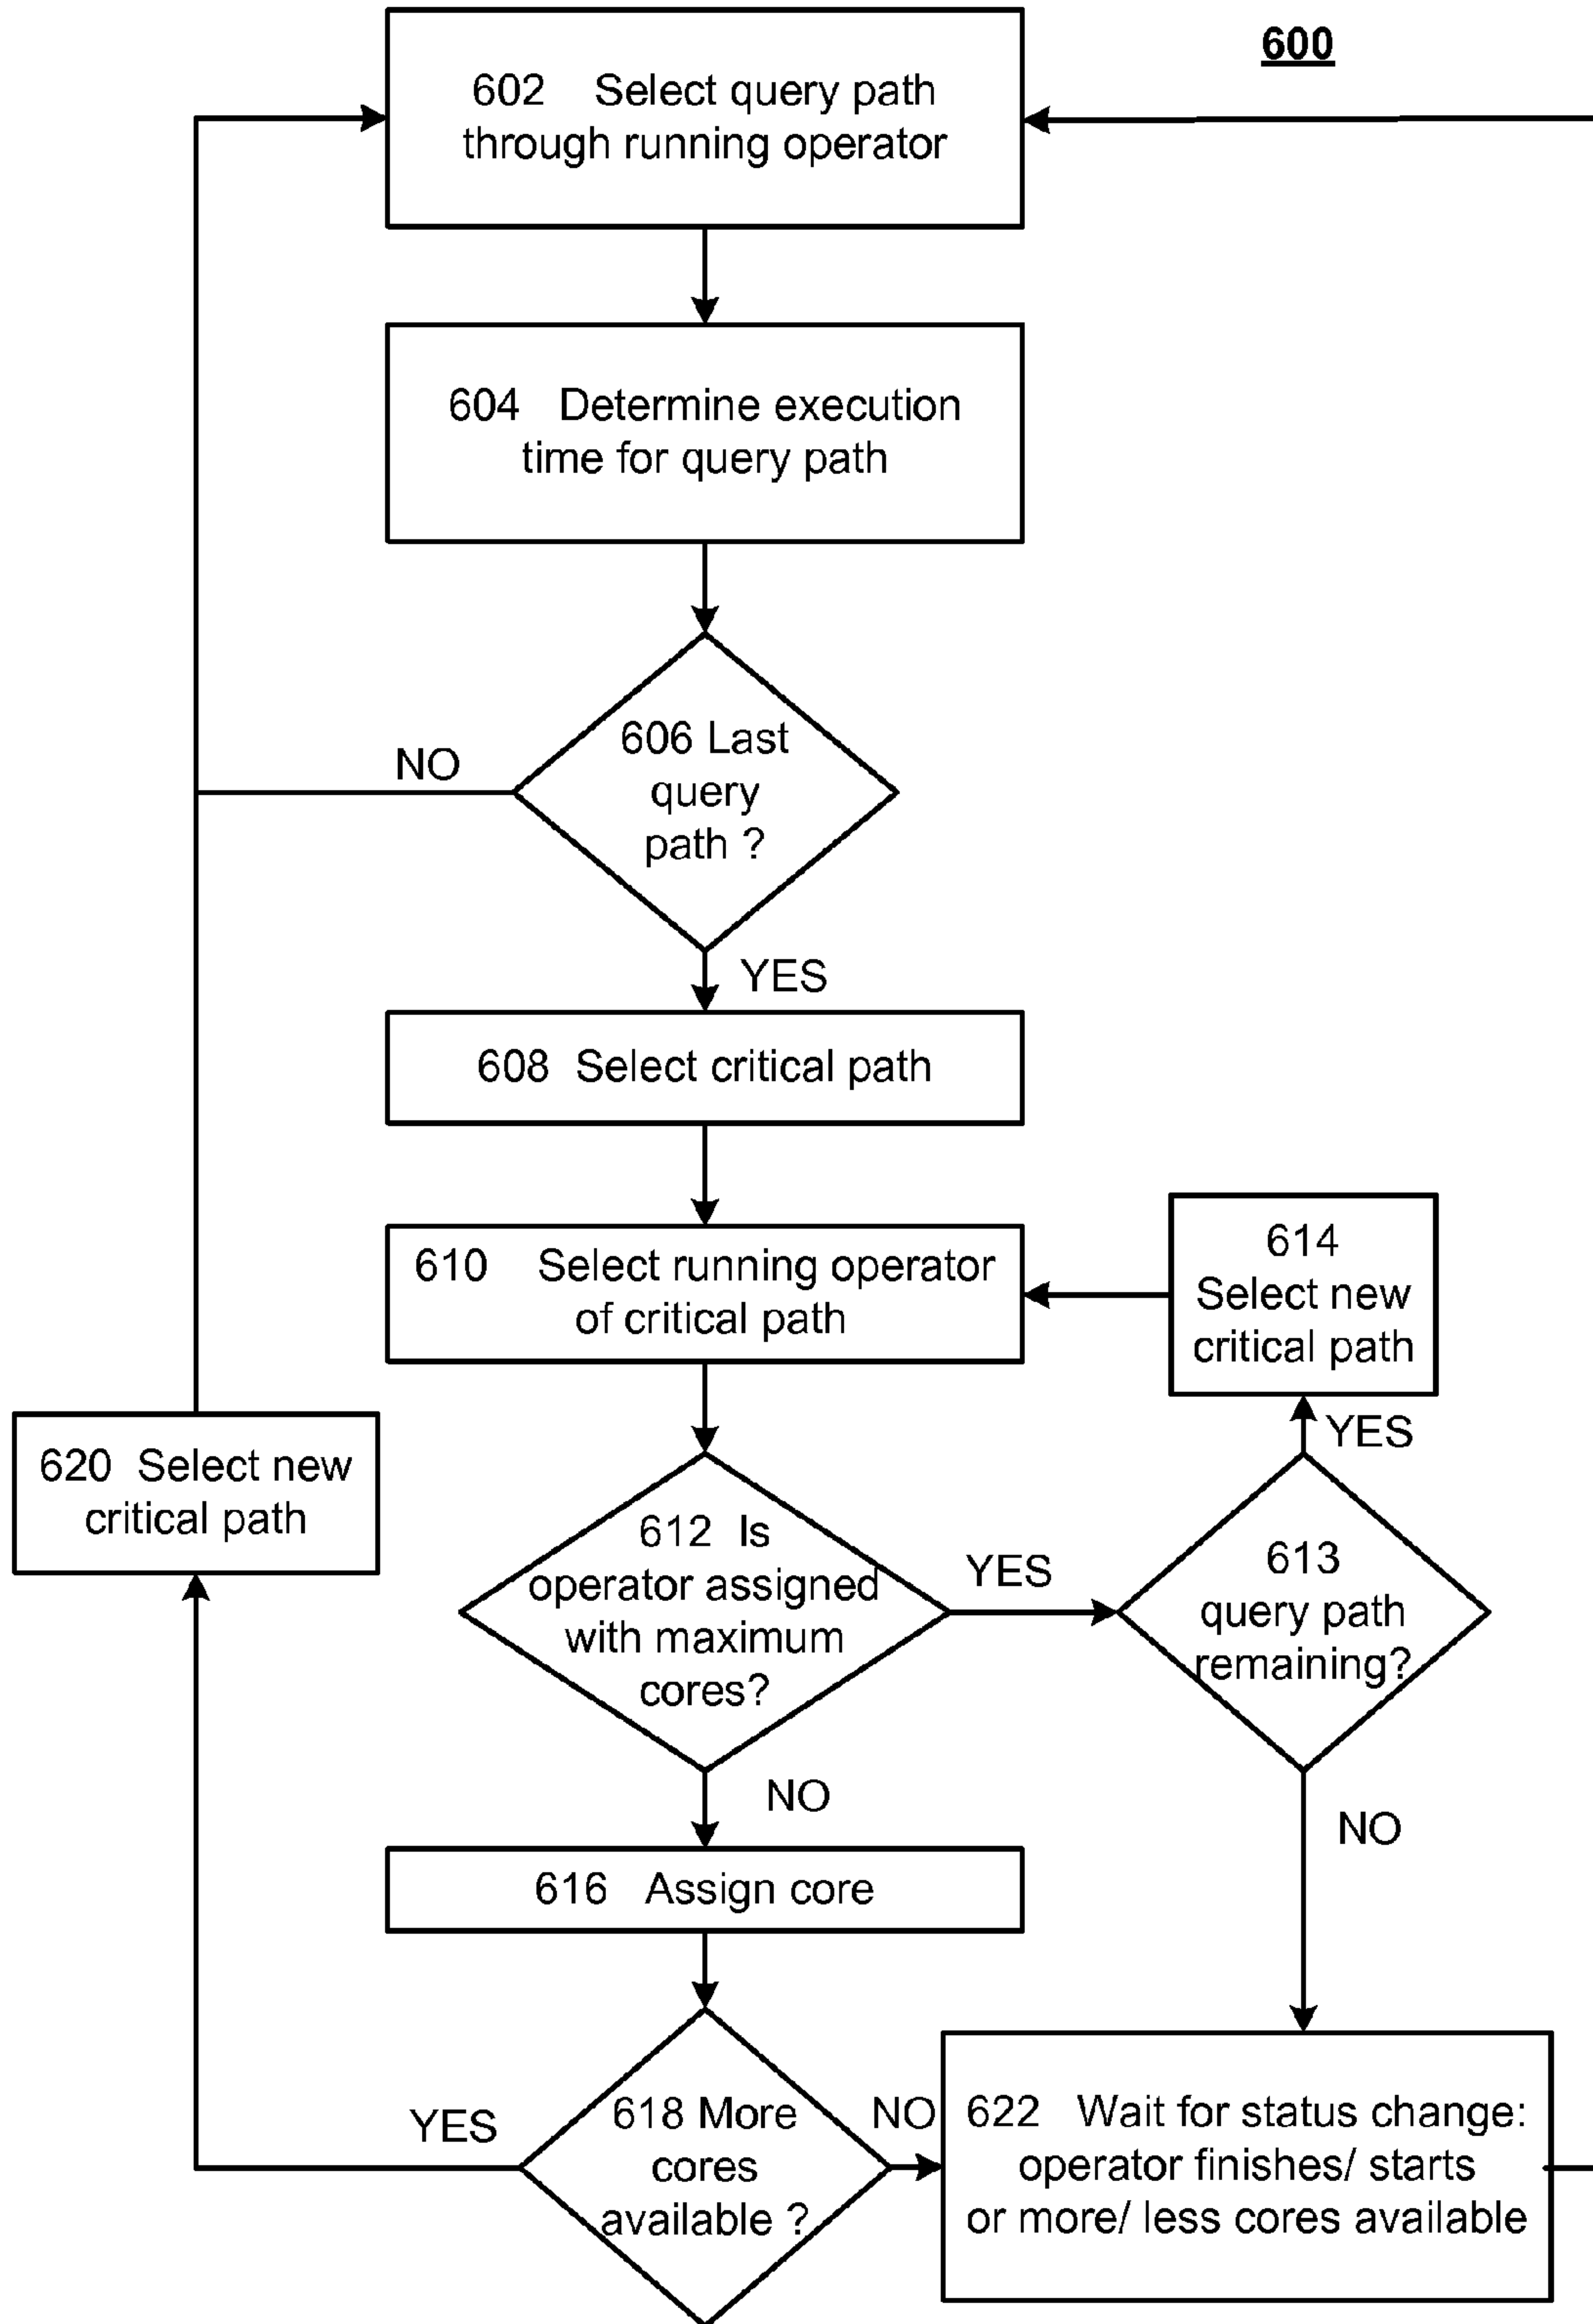 600
602 Select query path
through running operator
604 Determine execution
time for query path
606 Last
query
path ?
NO
YES
608 Select critical path
610 Select running operator
of critical path
614
Select new
critical path
YES
620 Select new
critical path
612 Is
operator assigned
with maximum
cores?
YES
613
query path
remaining?
NO
NO
616 Assign core
618 More
cores
available ?
YES
NO
622 Wait for status change:
operator finishes/ starts
or more/ less cores available